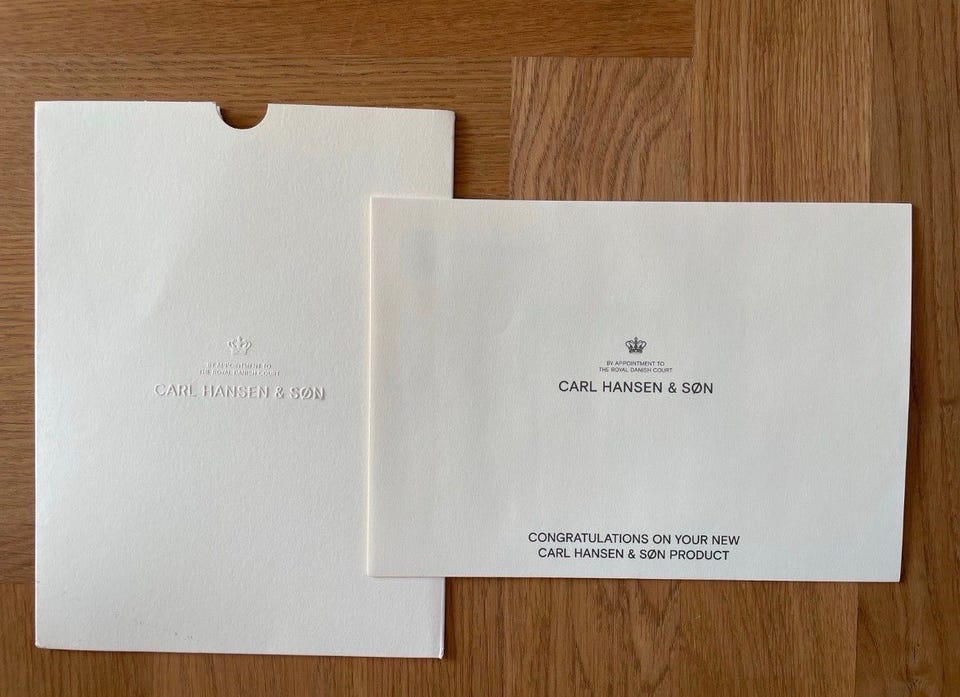 BY APPOINTMENT TO
THE ROYAL DANISH COURT
CARL HANSEN & SØN
BY APPOINTMENT TO
THE ROYAL DANISH COURT
CARL HANSEN & SØN
CONGRATULATIONS ON YOUR NEW
CARL HANSEN & SØN PRODUCT